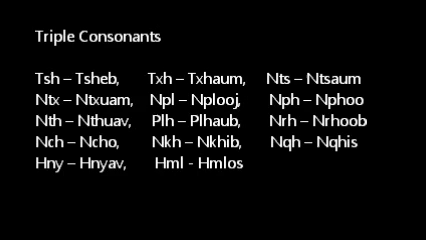 Triple Consonants
Tsh – Tsheb, Txh – Txhaum, Nts – Ntsaum
Ntx – Ntxuam, Npl – Nplooj, Nph – Nphoo
Nth – Nthuav, Plh – Plhaub, Nrh – Nrhoob
Nch – Ncho, Nkh – Nkhib, Nqh – Nqhis
Hny – Hnyav, Hml - Hmlos